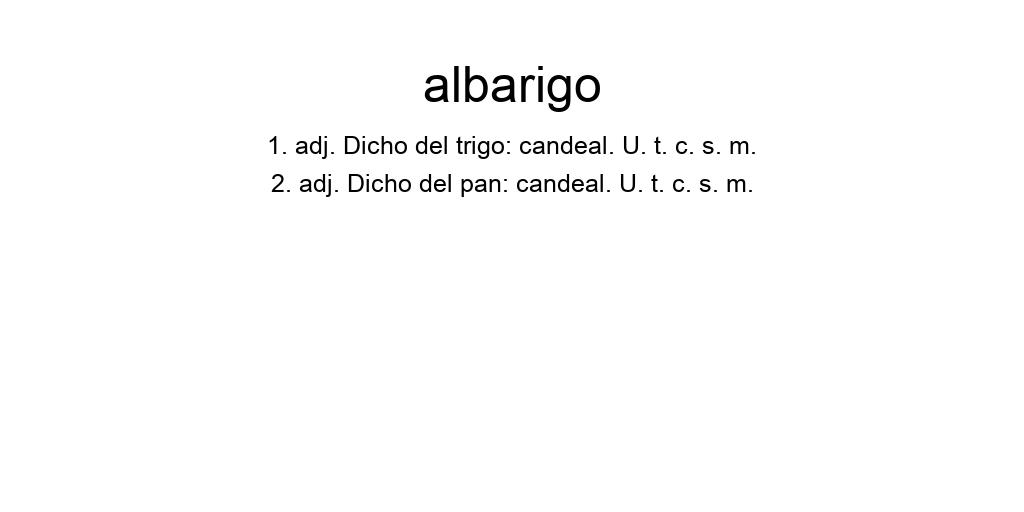 albarigo
1. adj. Dicho del trigo: candeal. U. t. c. s. m.
2. adj. Dicho del pan: candeal. U. t. c. s. m.